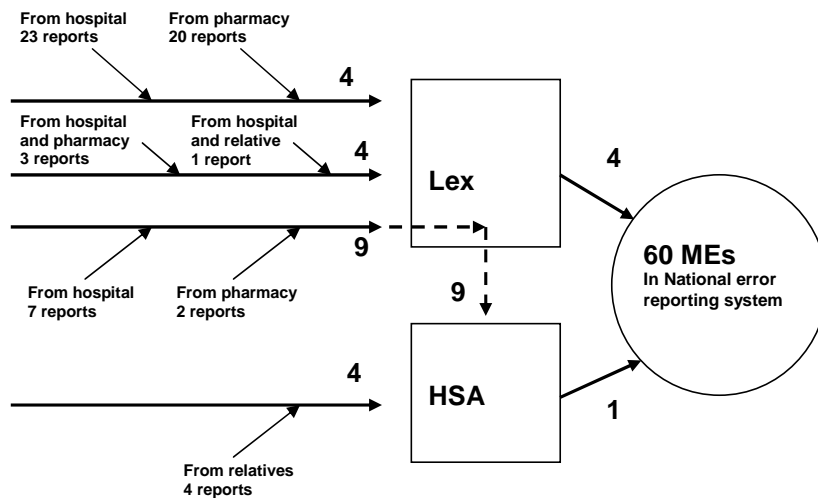 From hospital
23 reports
From pharmacy
20 reports
4
From hospital
and pharmacy
3 reports
From hospital
and relative
1 report
4
Lex
4
9
From hospital
7 reports
From pharmacy
2 reports
9
60 MEs
In National error
reporting system
4
HSA
1
From relatives
4 reports